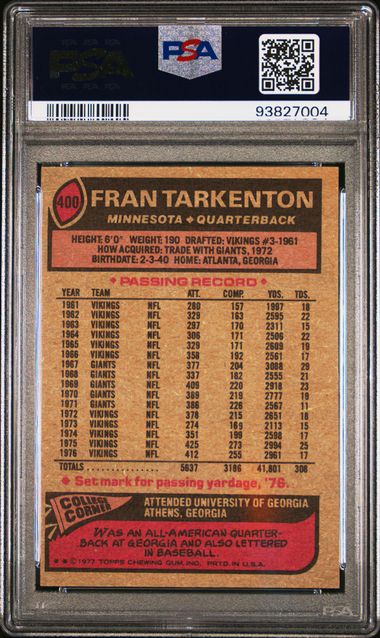 PSA
PSA
93827004
400 FRAN TARKENTON
MINNESOTA ♦ QUARTERBACK
HEIGHT: 6'0" WEIGHT: 190 DRAFTED: VIKINGS #3-1961
HOW ACQUIRED: TRADE WITH GIANTS, 1972
BIRTHDATE: 2-3-40 HOME: ATLANTA, GEORGIA
♦ PASSING RECORD ♦
YEAR TEAM ATT. COMP. YDS. TDS.
1961 VIKINGS NFL 280 157 1997 18
1962 VIKINGS NFL 329 163 2595 22
1963 VIKINGS NFL 297 170 2311 15
1964 VIKINGS NFL 306 171 2506 22
1965 VIKINGS NFL 329 171 2609 19
1966 VIKINGS NFL 358 192 2561 17
1967 GIANTS NFL 377 204 3088 29
1968 GIANTS NFL 337 182 2555 21
1969 GIANTS NFL 409 220 2918 23
1970 GIANTS NFL 389 219 2777 19
1971 GIANTS NFL 386 226 2567 11
1972 VIKINGS NFL 378 215 2651 18
1973 VIKINGS NFL 274 169 2113 15
1974 VIKINGS NFL 351 199 2598 17
1975 VIKINGS NFL 425 273 2994 25
1976 VIKINGS NFL 412 255 2961 17
TOTALS 5637 3186 41,801 308
♦ Set mark for passing yardage, '76.
COLLEGE CORNER
ATTENDED UNIVERSITY OF GEORGIA
ATHENS, GEORGIA
WAS AN ALL-AMERICAN QUARTER-
BACK AT GEORGIA AND ALSO LETTERED
IN BASEBALL.
✱ ✱ © 1977 TOPPS CHEWING GUM, INC. PRTD. IN U.S.A.
PSA